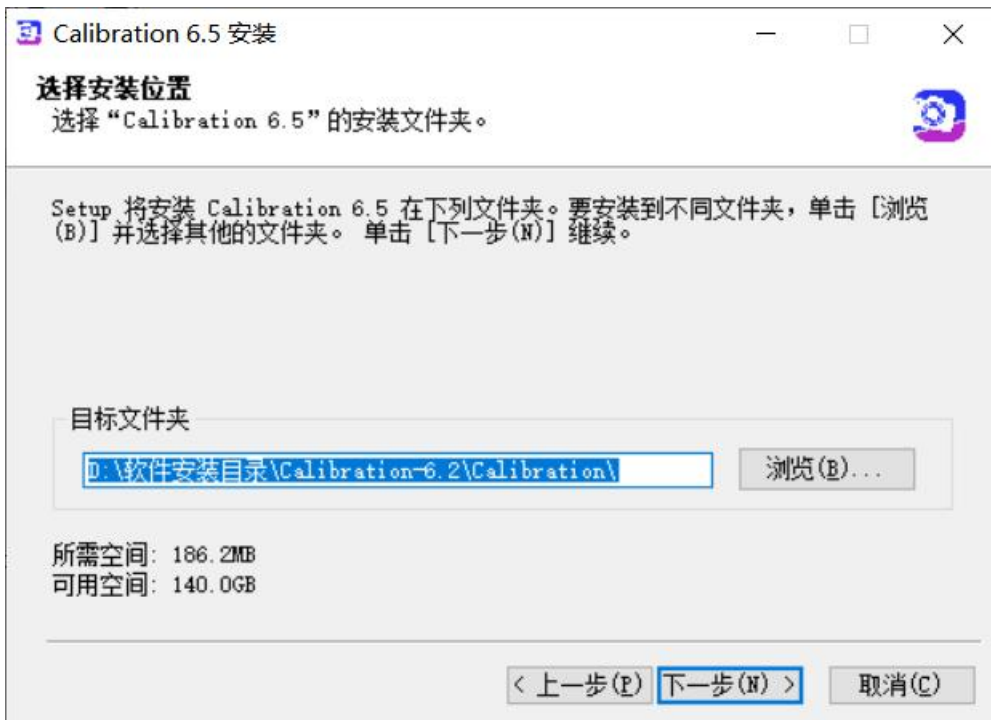 Calibration 6.5 安装
选择安装位置
选择“Calibration 6.5”的安装文件夹。
Setup 将安装 Calibration 6.5 在下列文件夹。要安装到不同文件夹，单击 [浏览
(B)] 并选择其他的文件夹。 单击 [下一步(N)] 继续。
目标文件夹
D:\软件安装目录\Calibration-6.2\Calibration\
浏览(B)...
所需空间: 186.2MB
可用空间: 140.0GB
< 上一步(P) 下一步(N) > 取消(C)